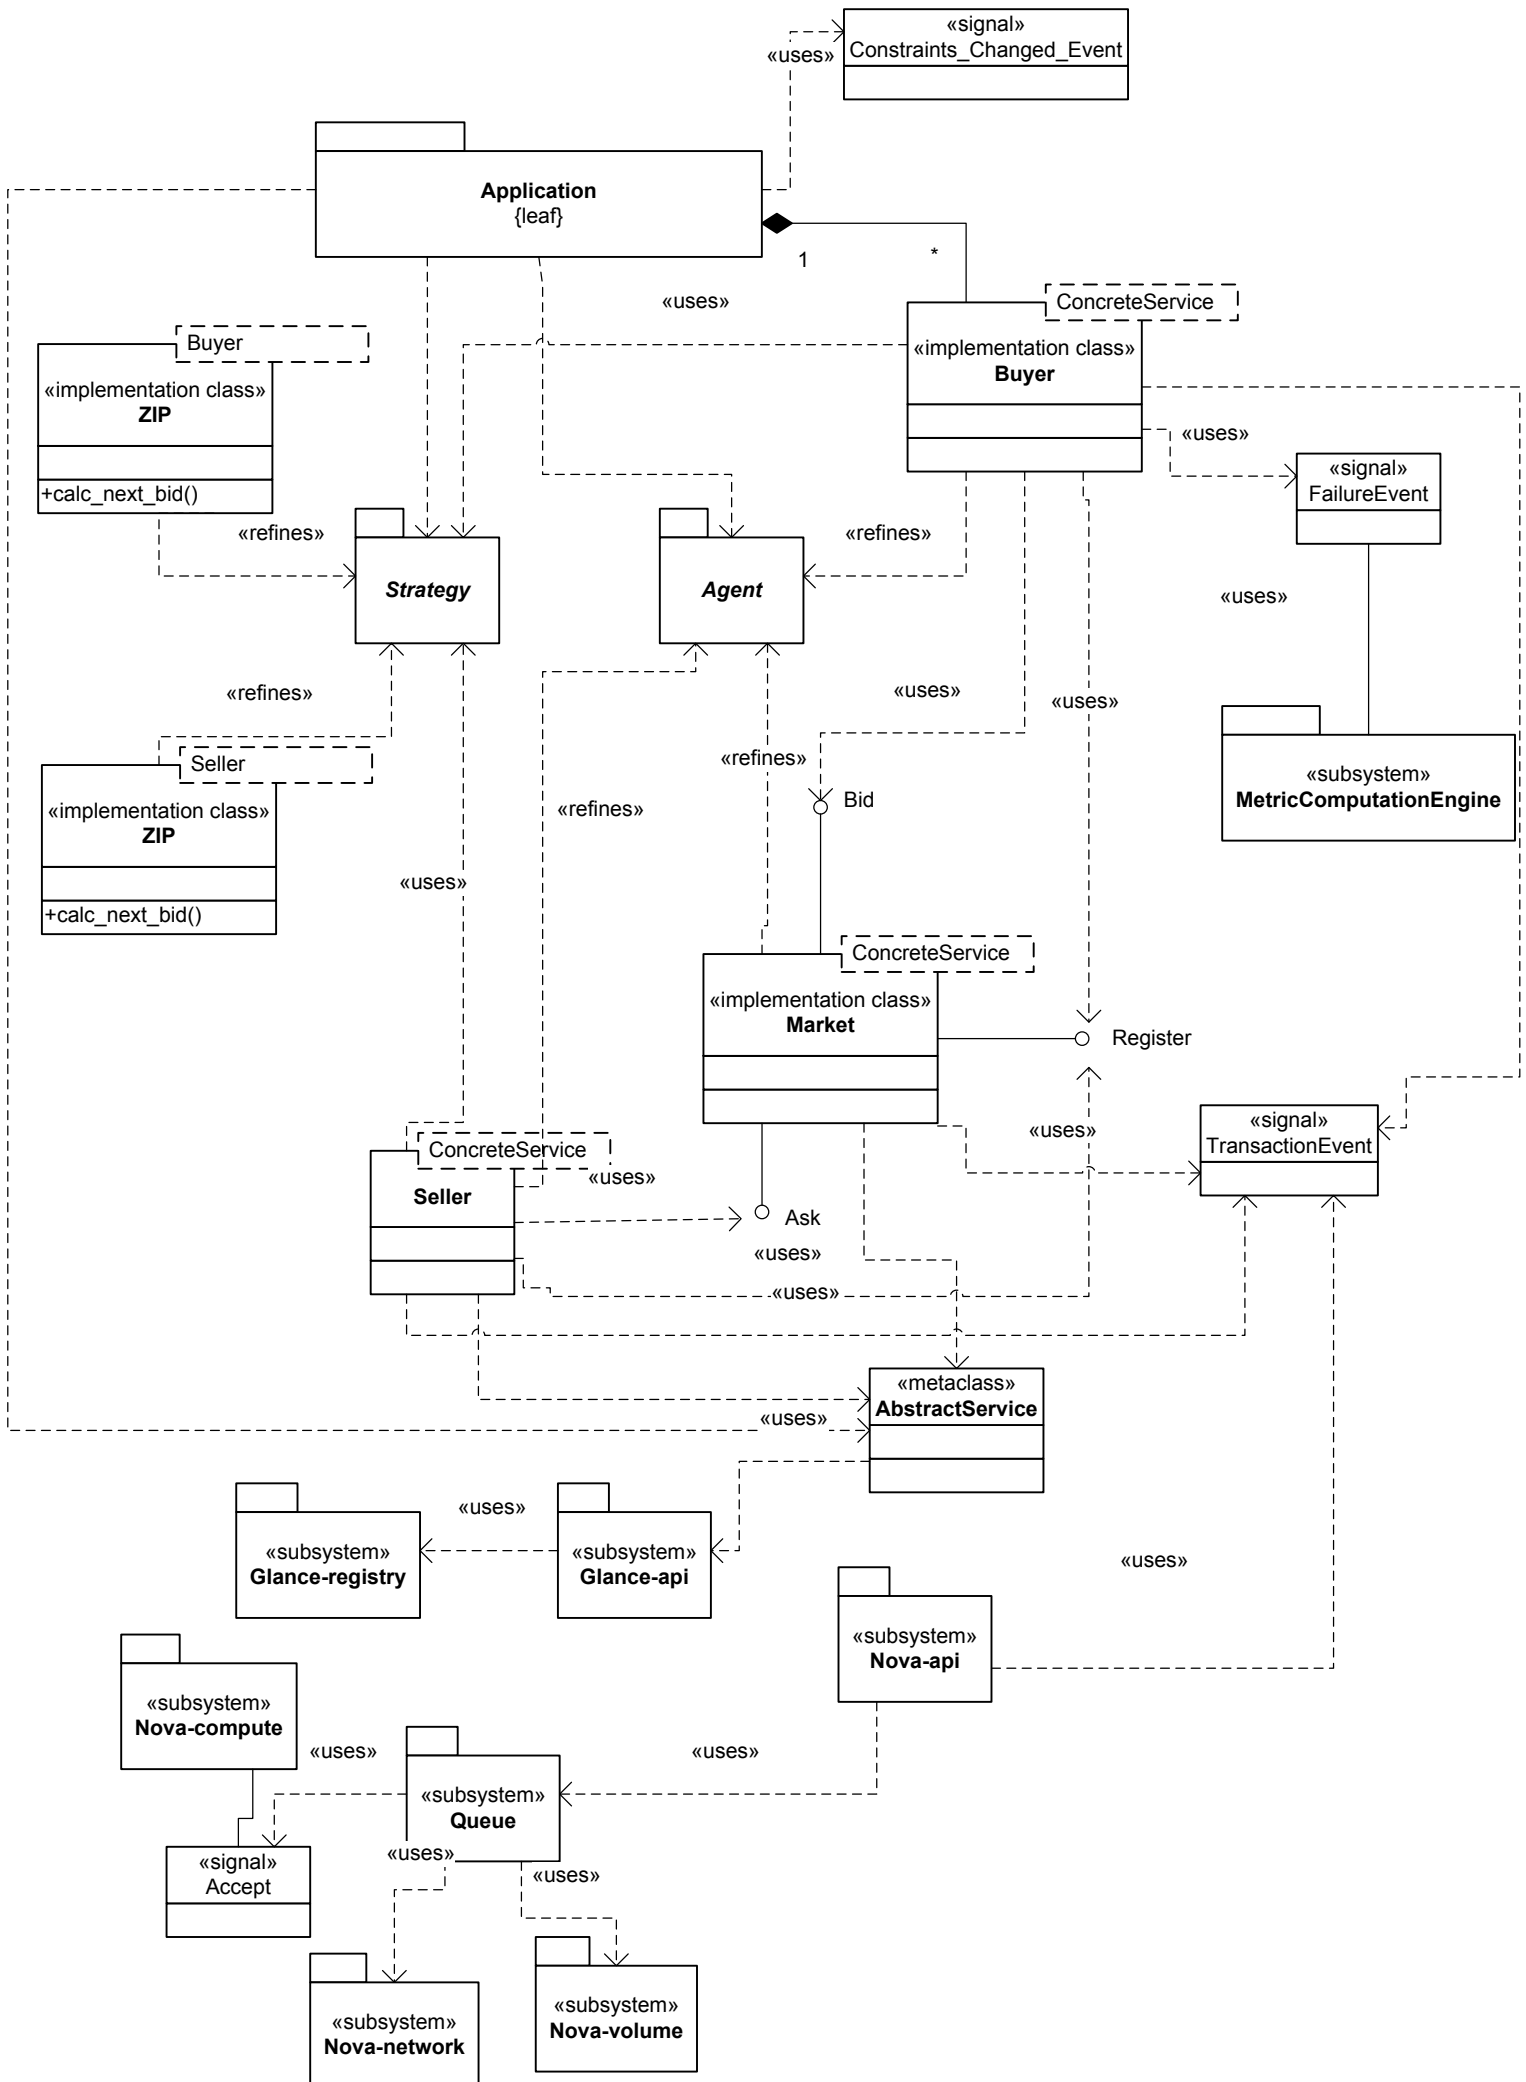 «signal»
Constraints_Changed_Event
«uses»
Application
{leaf}
1
*
«uses»
ConcreteService
«implementation class»
Buyer
Buyer
«implementation class»
ZIP
+calc_next_bid()
«uses»
«signal»
FailureEvent
«refines»
«refines»
Strategy
Agent
«uses»
«refines»
«uses»
«uses»
Seller
«implementation class»
ZIP
+calc_next_bid()
«refines»
«subsystem»
MetricComputationEngine
Bid
«refines»
«uses»
ConcreteService
«implementation class»
Market
Register
«signal»
TransactionEvent
«uses»
ConcreteService
Seller
«uses»
Ask
«uses»
«uses»
«metaclass»
AbstractService
«uses»
«uses»
«subsystem»
Glance-registry
«subsystem»
Glance-api
«uses»
«subsystem»
Nova-api
«subsystem»
Nova-compute
«uses»
«uses»
«subsystem»
Queue
«uses»
«uses»
«signal»
Accept
«subsystem»
Nova-volume
«subsystem»
Nova-network